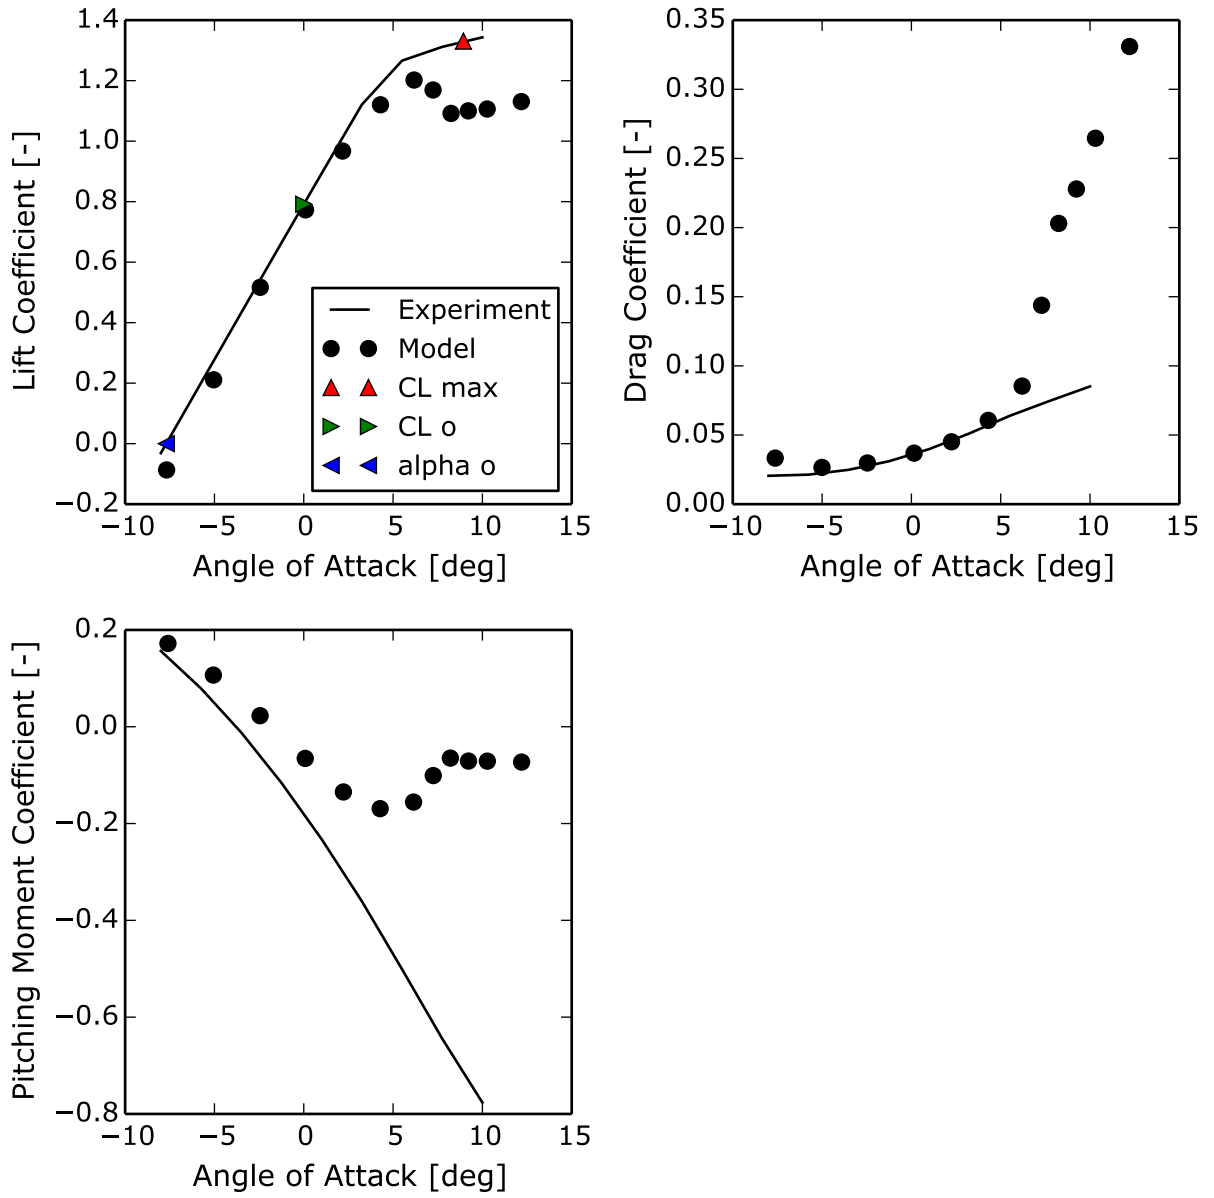 1.4
1.2
1.0
0.8
0.6
0.4
0.2
0.0
−0.2
Lift Coefficient [-]
−10 −5 0 5 10 15
Angle of Attack [deg]
Experiment
Model
CL max
CL o
alpha o
0.35
0.30
0.25
0.20
0.15
0.10
0.05
0.00
Drag Coefficient [-]
−10 −5 0 5 10 15
Angle of Attack [deg]
0.2
0.0
−0.2
−0.4
−0.6
−0.8
Pitching Moment Coefficient [-]
−10 −5 0 5 10 15
Angle of Attack [deg]